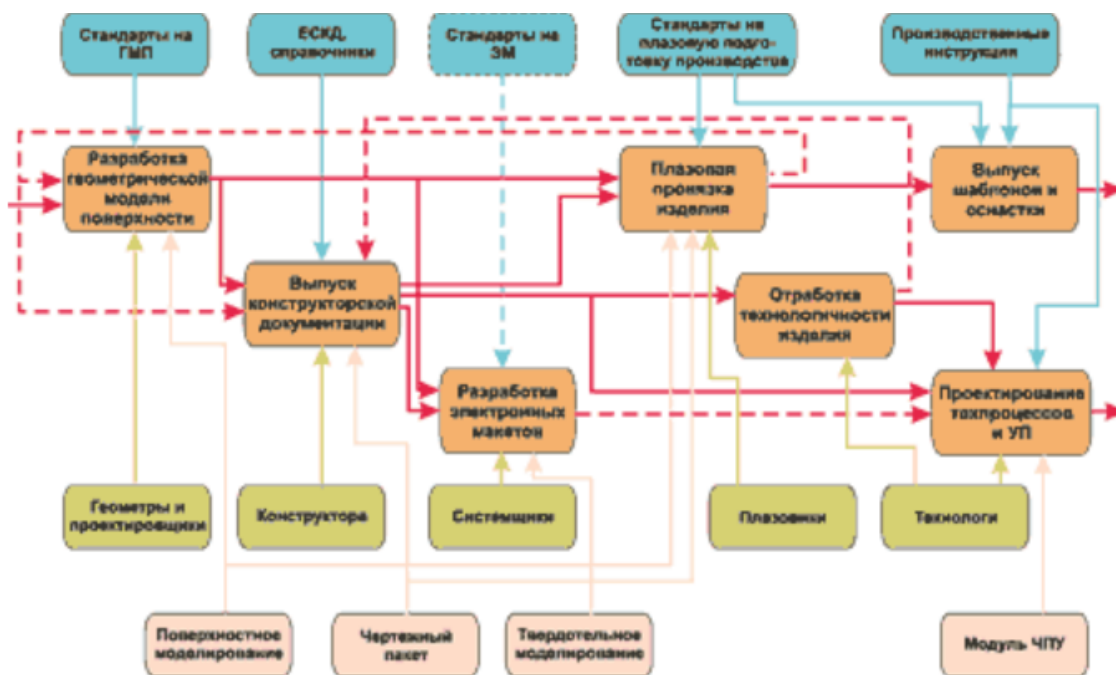 Стандарты на
ГМП
ЕСКД,
справочники
Стандарты на
ЭМ
Стандарты на
плазовую подго-
товку производства
Производственные
инструкции
Разработка
геометрической
модели
поверхности
Плазовая
провязка
изделия
Выпуск
шаблонов и
оснастки
Выпуск
конструкторской
документации
Отработка
технологичности
изделия
Разработка
электронных
макетов
Проектирование
техпроцессов
и УП
Геометры и
проектировщики
Конструктора
Системщики
Плазовики
Технологи
Поверхностное
моделирование
Чертежный
пакет
Твердотельное
моделирование
Модуль ЧПУ